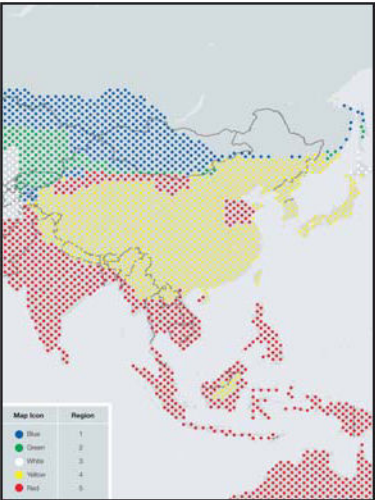 Map Icon Region
Blue 1
Green 2
White 3
Yellow 4
Red 5